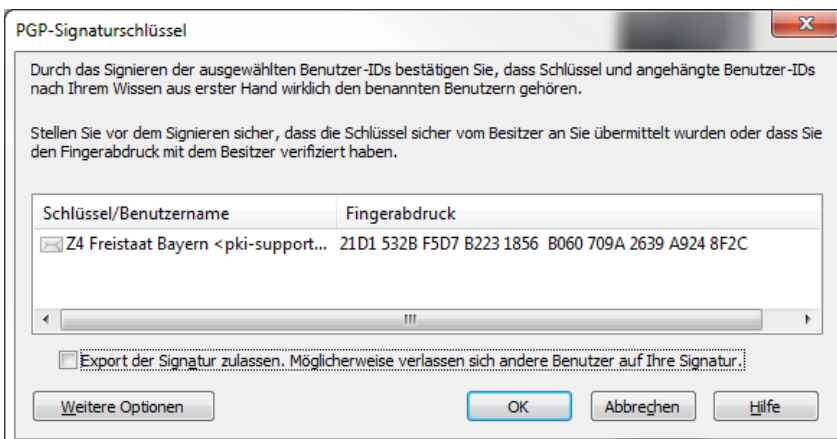 PGP-Signaturschlüssel
Durch das Signieren der ausgewählten Benutzer-IDs bestätigen Sie, dass Schlüssel und angehängte Benutzer-IDs
nach Ihrem Wissen aus erster Hand wirklich den benannten Benutzern gehören.
Stellen Sie vor dem Signieren sicher, dass die Schlüssel sicher vom Besitzer an Sie übermittelt wurden oder dass Sie
den Fingerabdruck mit dem Besitzer verifiziert haben.
Schlüssel/Benutzername Fingerabdruck
Z4 Freistaat Bayern <pki-support... 21D1 532B F5D7 B223 1856 B060 709A 2639 A924 8F2C
Export der Signatur zulassen. Möglicherweise verlassen sich andere Benutzer auf Ihre Signatur.
Weitere Optionen OK Abbrechen Hilfe